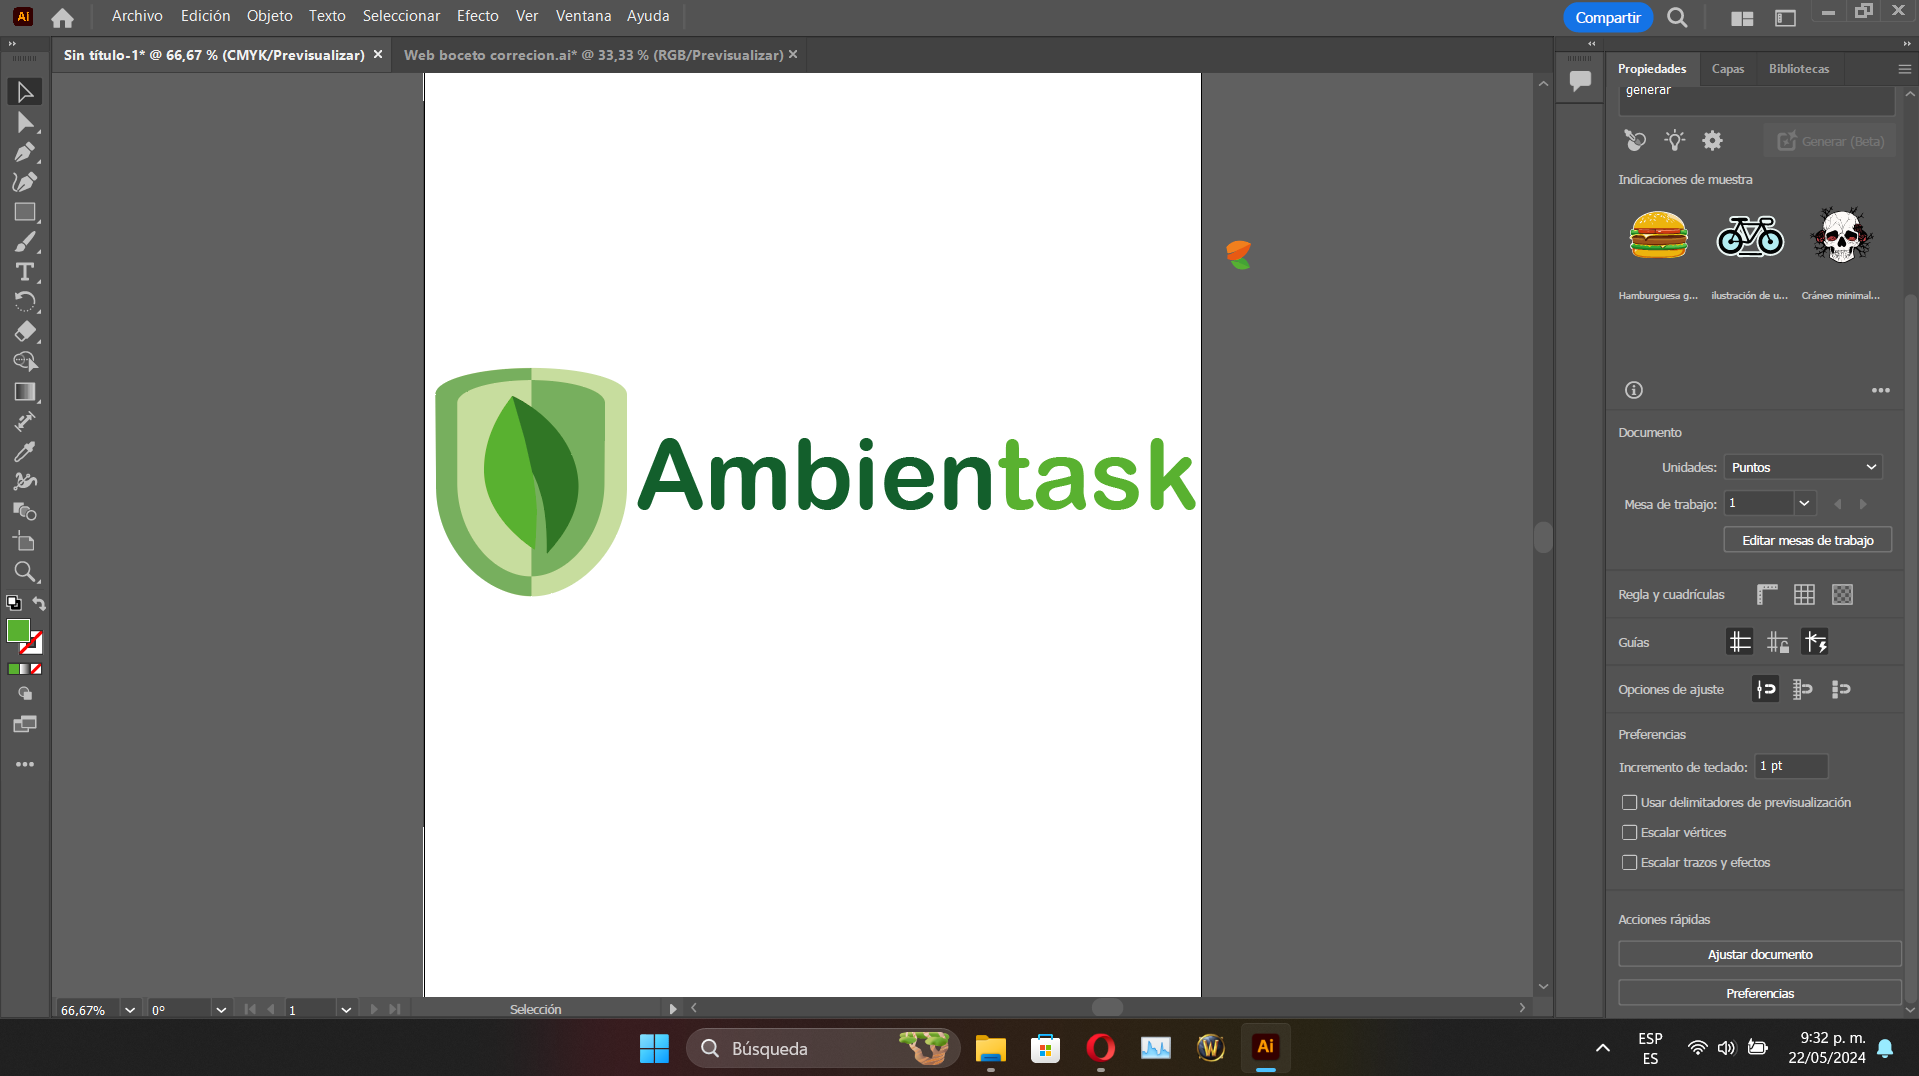 Ai
Archivo Edición Objeto Texto Seleccionar Efecto Ver Ventana Ayuda
Compartir
Sin título-1* @ 66,67 % (CMYK/Previsualizar)
Web boceto correcion.ai* @ 33,33 % (RGB/Previsualizar)
Propiedades Capas Bibliotecas
generar
Generar (Beta)
Indicaciones de muestra
Hamburguesa g... ilustración de u... Cráneo minimal...
Ambientask
Documento
Unidades: Puntos
Mesa de trabajo: 1
Editar mesas de trabajo
Regla y cuadrículas
Guías
Opciones de ajuste
Preferencias
Incremento de teclado: 1 pt
Usar delimitadores de previsualización
Escalar vértices
Escalar trazos y efectos
Acciones rápidas
Ajustar documento
Preferencias
66,67% 0° 1 Selección
Búsqueda
W
Ai
ESP
ES
9:32 p. m.
22/05/2024